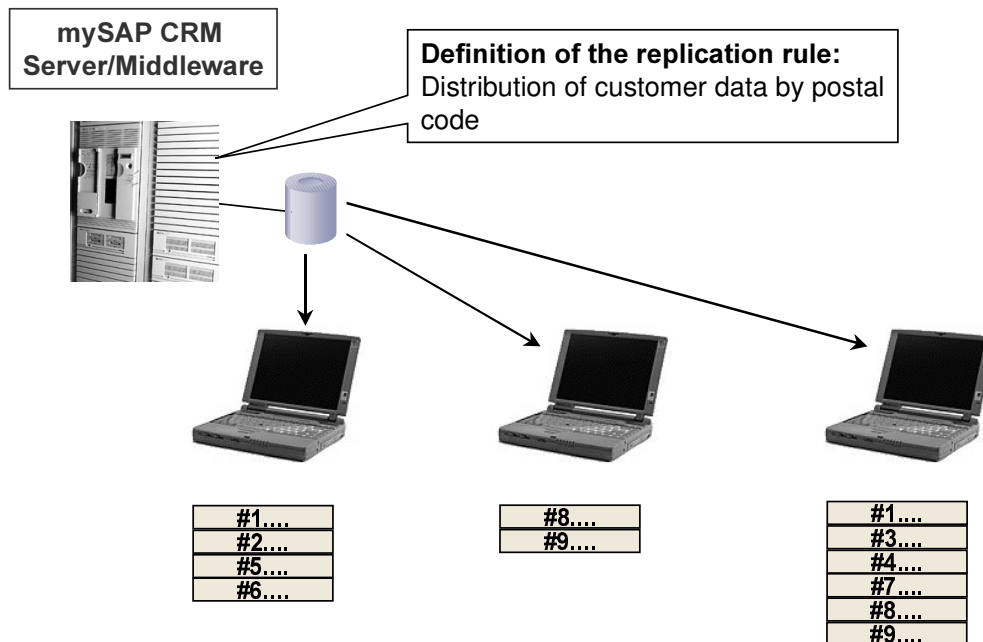 mySAP CRM
Server/Middleware
Definition of the replication rule:
Distribution of customer data by postal
code
#1....
#2....
#5....
#6....
#8....
#9....
#1....
#3....
#4....
#7....
#8....
#9....